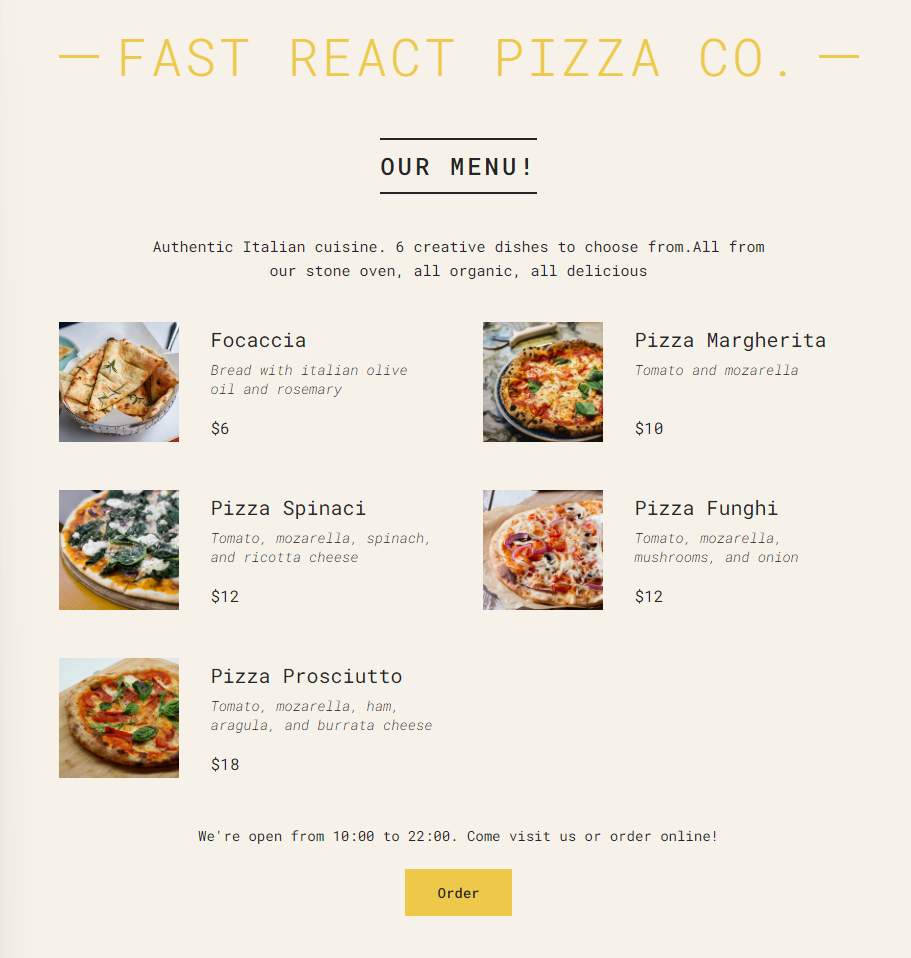 FAST REACT PIZZA CO.
OUR MENU!
Authentic Italian cuisine. 6 creative dishes to choose from.All from
our stone oven, all organic, all delicious
Focaccia
Bread with italian olive
oil and rosemary
$6
Pizza Margherita
Tomato and mozarella
$10
Pizza Spinaci
Tomato, mozarella, spinach,
and ricotta cheese
$12
Pizza Funghi
Tomato, mozarella,
mushrooms, and onion
$12
Pizza Prosciutto
Tomato, mozarella, ham,
aragula, and burrata cheese
$18
We're open from 10:00 to 22:00. Come visit us or order online!
Order